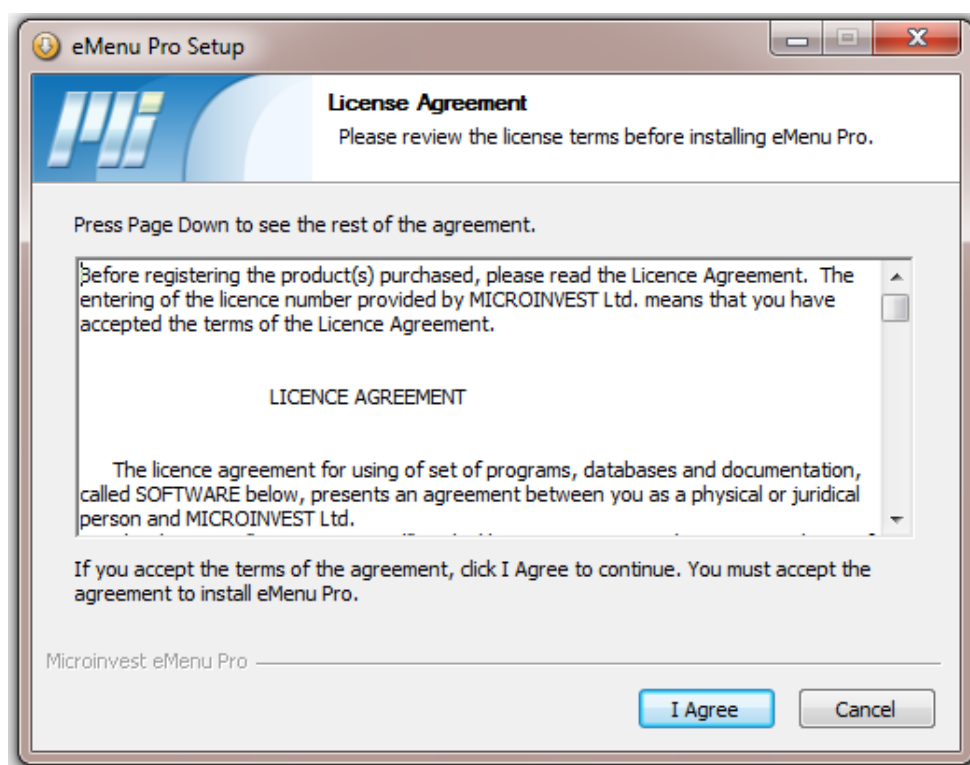 eMenu Pro Setup
Mi
License Agreement
Please review the license terms before installing eMenu Pro.
Press Page Down to see the rest of the agreement.
Before registering the product(s) purchased, please read the Licence Agreement. The
entering of the licence number provided by MICROINVEST Ltd. means that you have
accepted the terms of the Licence Agreement.
LICENCE AGREEMENT
The licence agreement for using of set of programs, databases and documentation,
called SOFTWARE below, presents an agreement between you as a physical or juridical
person and MICROINVEST Ltd.
If you accept the terms of the agreement, click I Agree to continue. You must accept the
agreement to install eMenu Pro.
Microinvest eMenu Pro
I Agree
Cancel